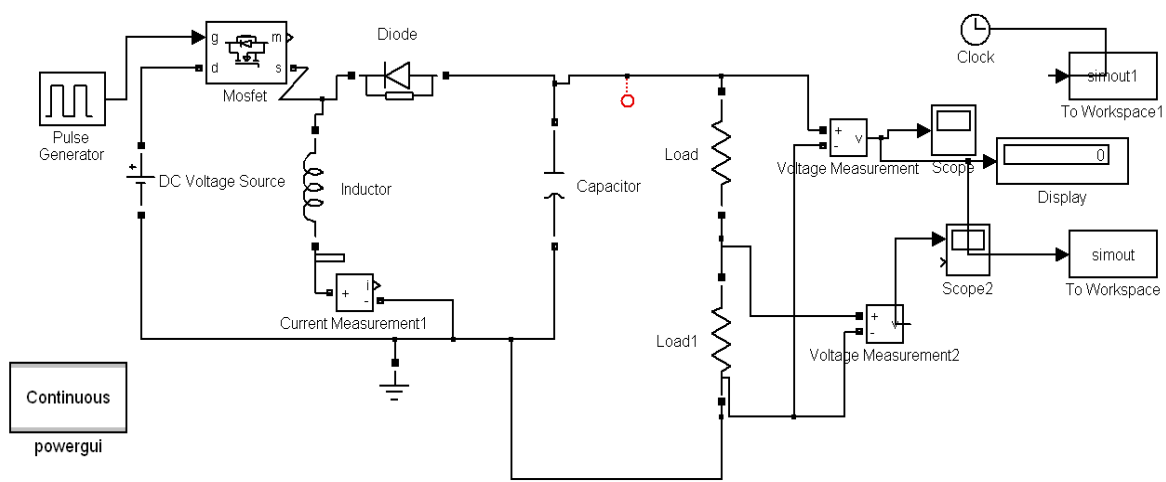 g
m
d
s
Mosfet
Diode
Clock
simout1
To Workspace1
Pulse
Generator
+
DC Voltage Source
Inductor
Capacitor
Load
+
-
v
Voltage Measurement
Scope
0
Display
simout
To Workspace
Scope2
+
i
-
Current Measurement1
Load1
+
-
v
Voltage Measurement2
Continuous
powergui